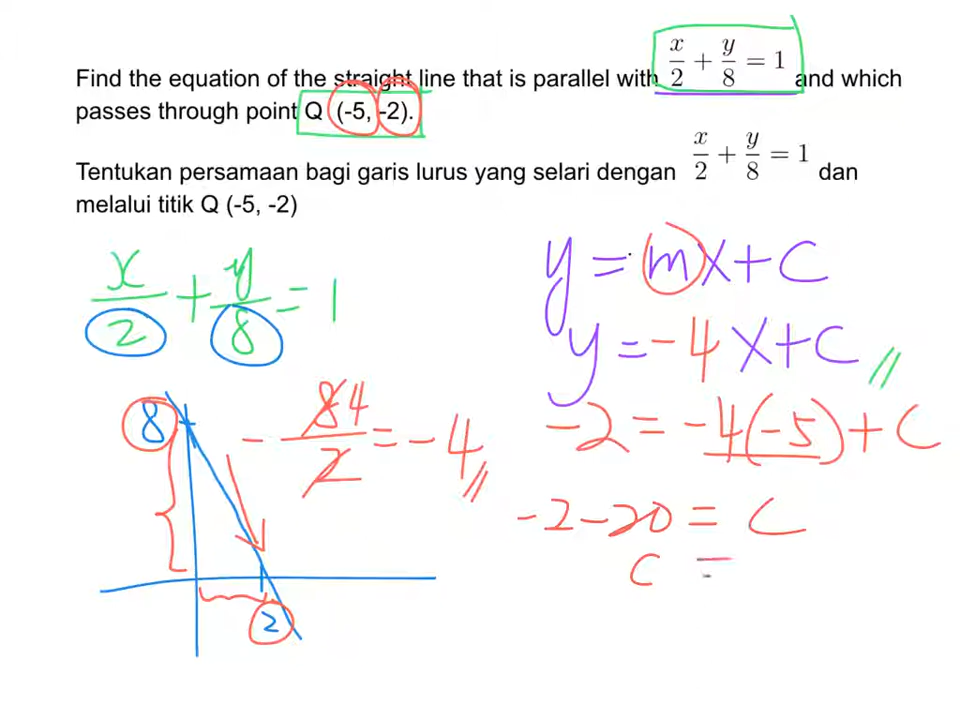 Find the equation of the straight line that is parallel with x/2 + y/8 = 1 and which
passes through point Q (-5, -2).
Tentukan persamaan bagi garis lurus yang selari dengan x/2 + y/8 = 1 dan
melalui titik Q (-5, -2)
x/2 + y/8 = 1
8
2
- 84/2 = -4
y = mx + c
y = -4x + c
-2 = -4(-5) + c
-2 - 20 = c
c =